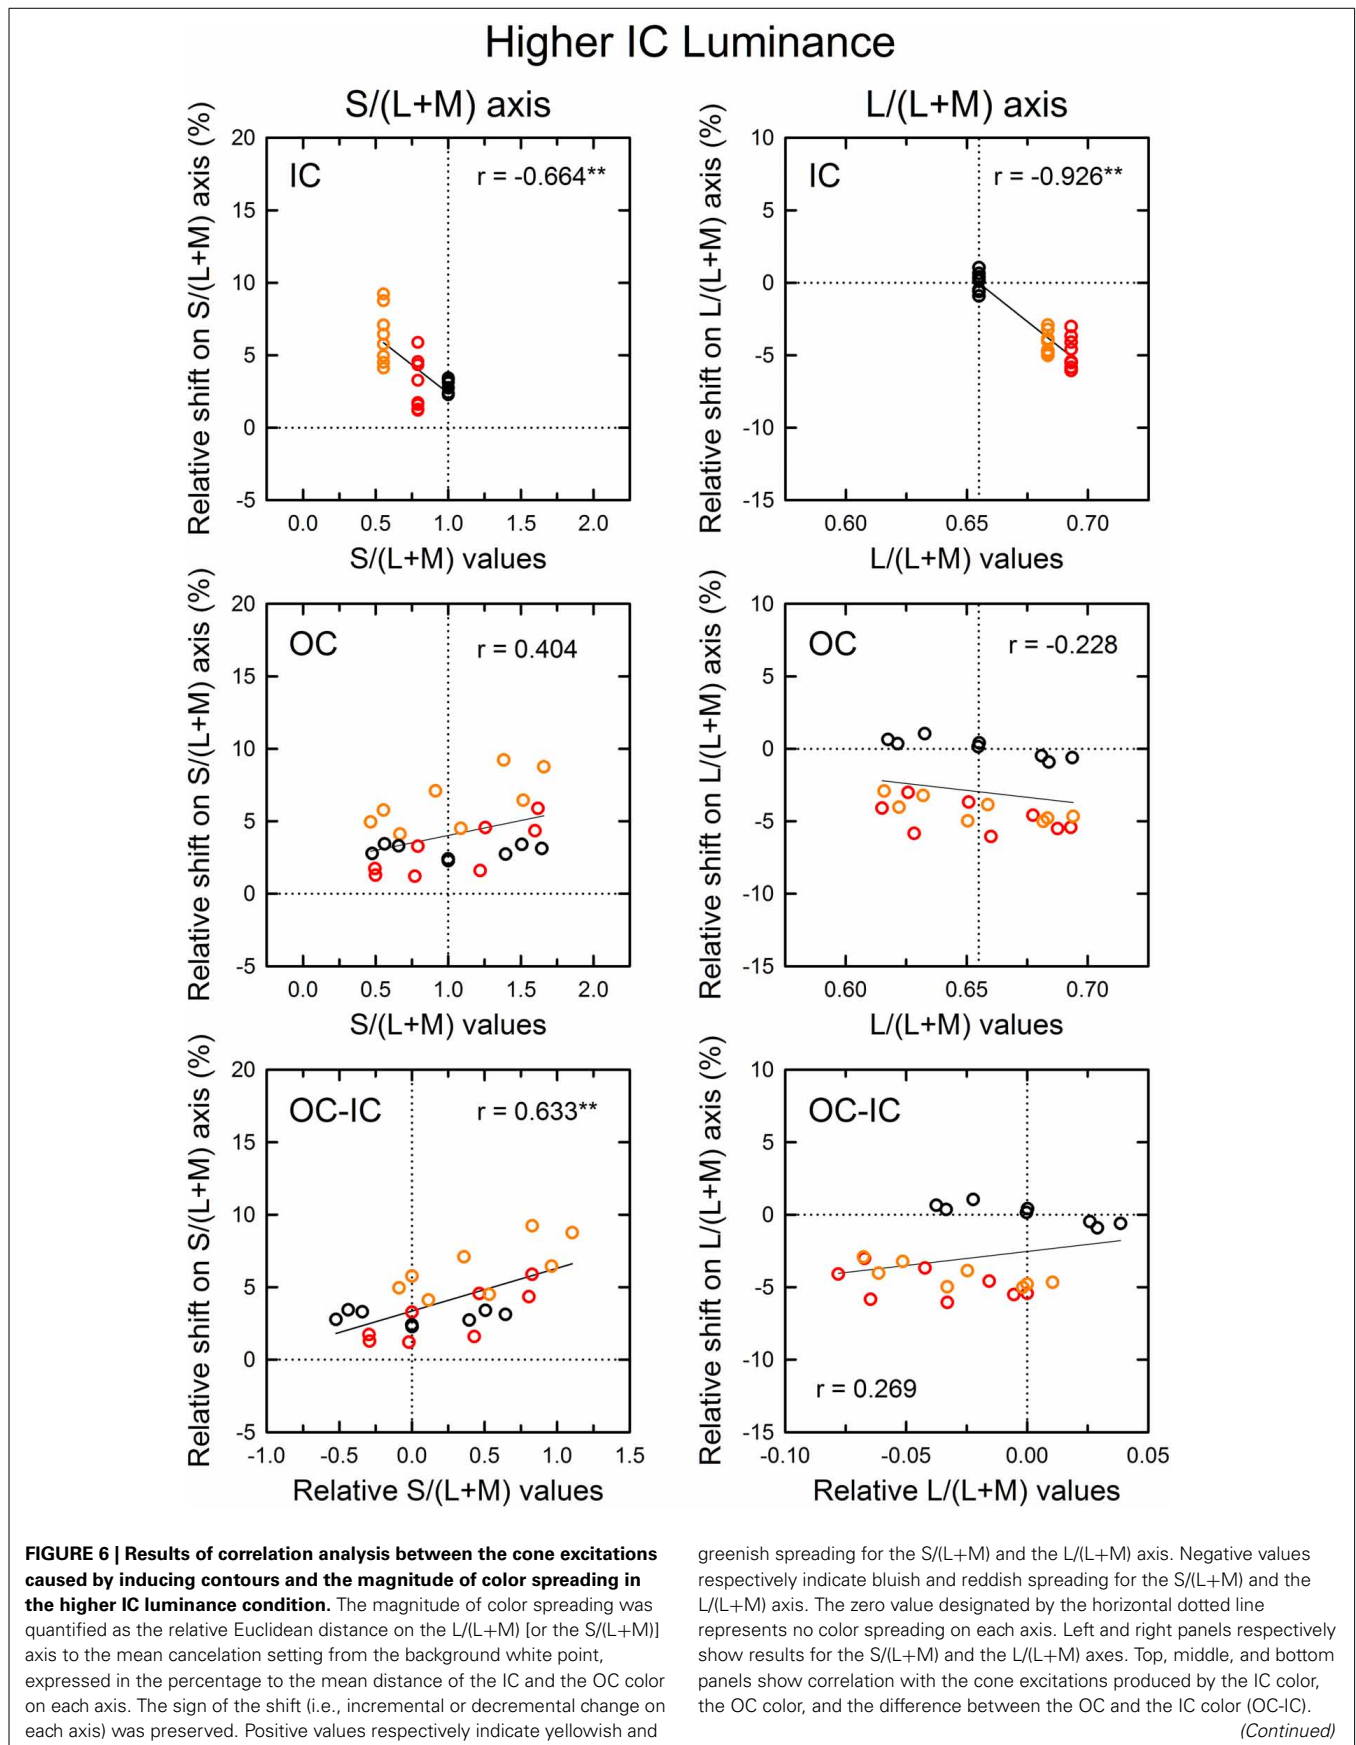 Higher IC Luminance
S/(L+M) axis
Relative shift on S/(L+M) axis (%)
20
15
10
5
0
-5
IC
r = -0.664**
0.0 0.5 1.0 1.5 2.0
S/(L+M) values
L/(L+M) axis
Relative shift on L/(L+M) axis (%)
10
5
0
-5
-10
-15
IC
r = -0.926**
0.60 0.65 0.70
L/(L+M) values
Relative shift on S/(L+M) axis (%)
20
15
10
5
0
-5
OC
r = 0.404
0.0 0.5 1.0 1.5 2.0
S/(L+M) values
Relative shift on L/(L+M) axis (%)
10
5
0
-5
-10
-15
OC
r = -0.228
0.60 0.65 0.70
L/(L+M) values
Relative shift on S/(L+M) axis (%)
20
15
10
5
0
-5
OC-IC
r = 0.633**
-1.0 -0.5 0.0 0.5 1.0 1.5
Relative S/(L+M) values
Relative shift on L/(L+M) axis (%)
10
5
0
-5
-10
-15
OC-IC
r = 0.269
-0.10 -0.05 0.00 0.05
Relative L/(L+M) values
FIGURE 6 | Results of correlation analysis between the cone excitations
caused by inducing contours and the magnitude of color spreading in
the higher IC luminance condition. The magnitude of color spreading was
quantified as the relative Euclidean distance on the L/(L+M) [or the S/(L+M)]
axis to the mean cancelation setting from the background white point,
expressed in the percentage to the mean distance of the IC and the OC color
on each axis. The sign of the shift (i.e., incremental or decremental change on
each axis) was preserved. Positive values respectively indicate yellowish and
greenish spreading for the S/(L+M) and the L/(L+M) axis. Negative values
respectively indicate bluish and reddish spreading for the S/(L+M) and the
L/(L+M) axis. The zero value designated by the horizontal dotted line
represents no color spreading on each axis. Left and right panels respectively
show results for the S/(L+M) and the L/(L+M) axes. Top, middle, and bottom
panels show correlation with the cone excitations produced by the IC color,
the OC color, and the difference between the OC and the IC color (OC-IC).
(Continued)